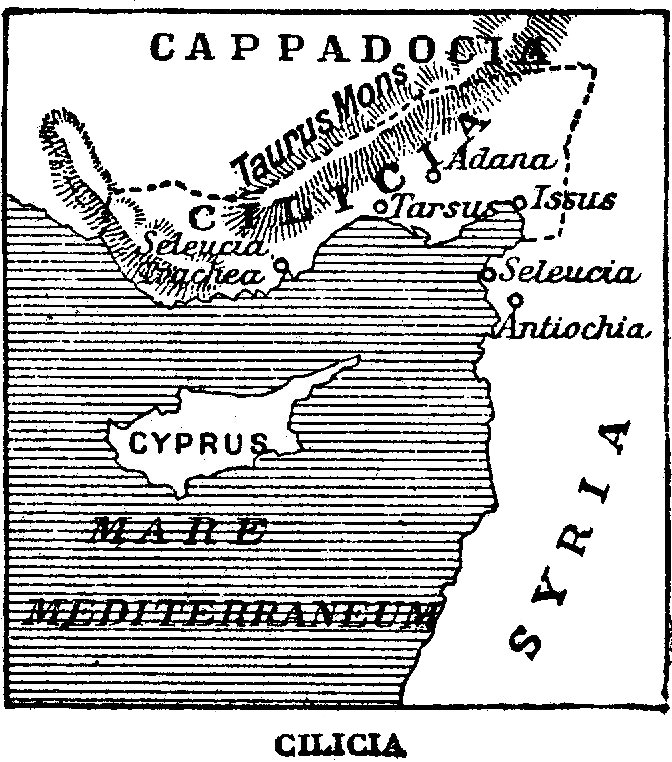 CAPPADOCIA
Taurus Mons
CILICIA
Adana
Tarsus
Issus
Seleucia
Trachea
Seleucia
Antiochia
CYPRUS
SYRIA
MARE
MEDITERRANEUM
CILICIA